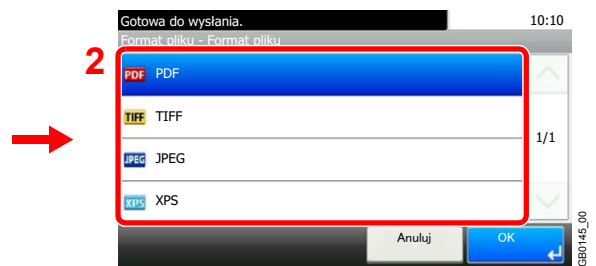 Gotowa do wysłania. 10:10
Format pliku - Format pliku
2
PDF PDF
TIFF TIFF
1/1
JPEG JPEG
XPS XPS
Anuluj OK
GB0145_00